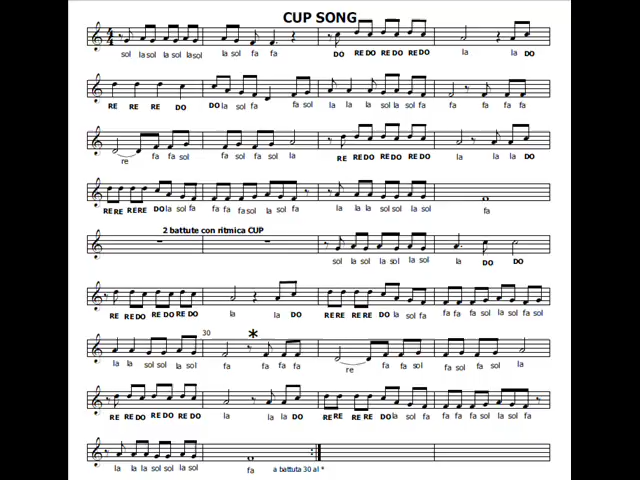 CUP SONG
sol la sol la sol la sol la sol fa fa DO RE DO RE DO RE DO la la DO
RE RE RE DO DO la sol fa fa sol la la la sol la sol fa fa fa fa fa
re fa fa sol fa sol fa sol la RE RE DO RE DO RE DO la la la DO
RE RE RE RE DO la sol fa fa fa sol la sol fa sol la la sol sol la sol fa
2 battute con ritmica CUP
sol la sol la sol la sol la DO DO
RE RE DO RE DO RE DO la la DO RE RE RE DO la sol fa fa fa fa sol la sol fa sol
30 *
la la sol sol la sol fa fa fa fa re fa fa sol fa sol fa sol la
RE RE DO RE DO RE DO la la la DO RE RE RE DO la sol fa fa fa sol la sol fa sol
la la sol sol la sol fa a battuta 30 al *